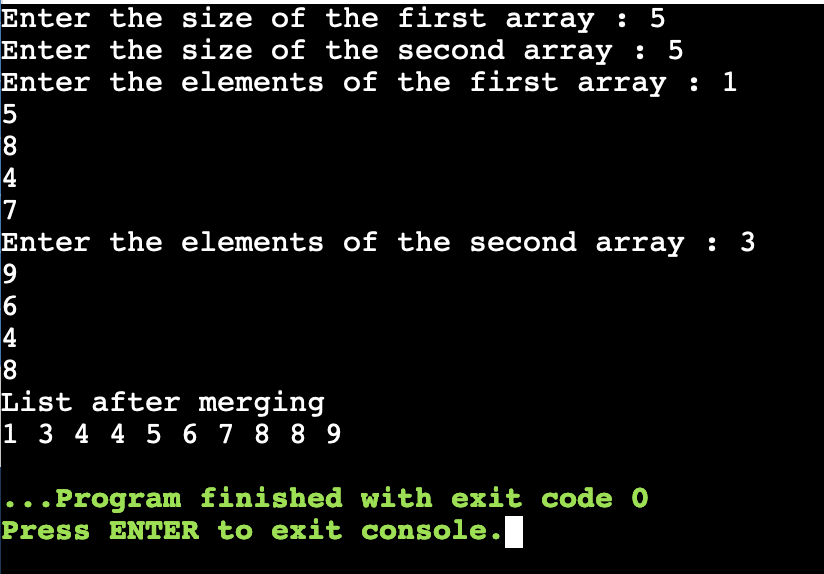 Enter the size of the first array : 5
Enter the size of the second array : 5
Enter the elements of the first array : 1
5
8
4
7
Enter the elements of the second array : 3
9
6
4
8
List after merging
1 3 4 4 5 6 7 8 8 9
...Program finished with exit code 0
Press ENTER to exit console.